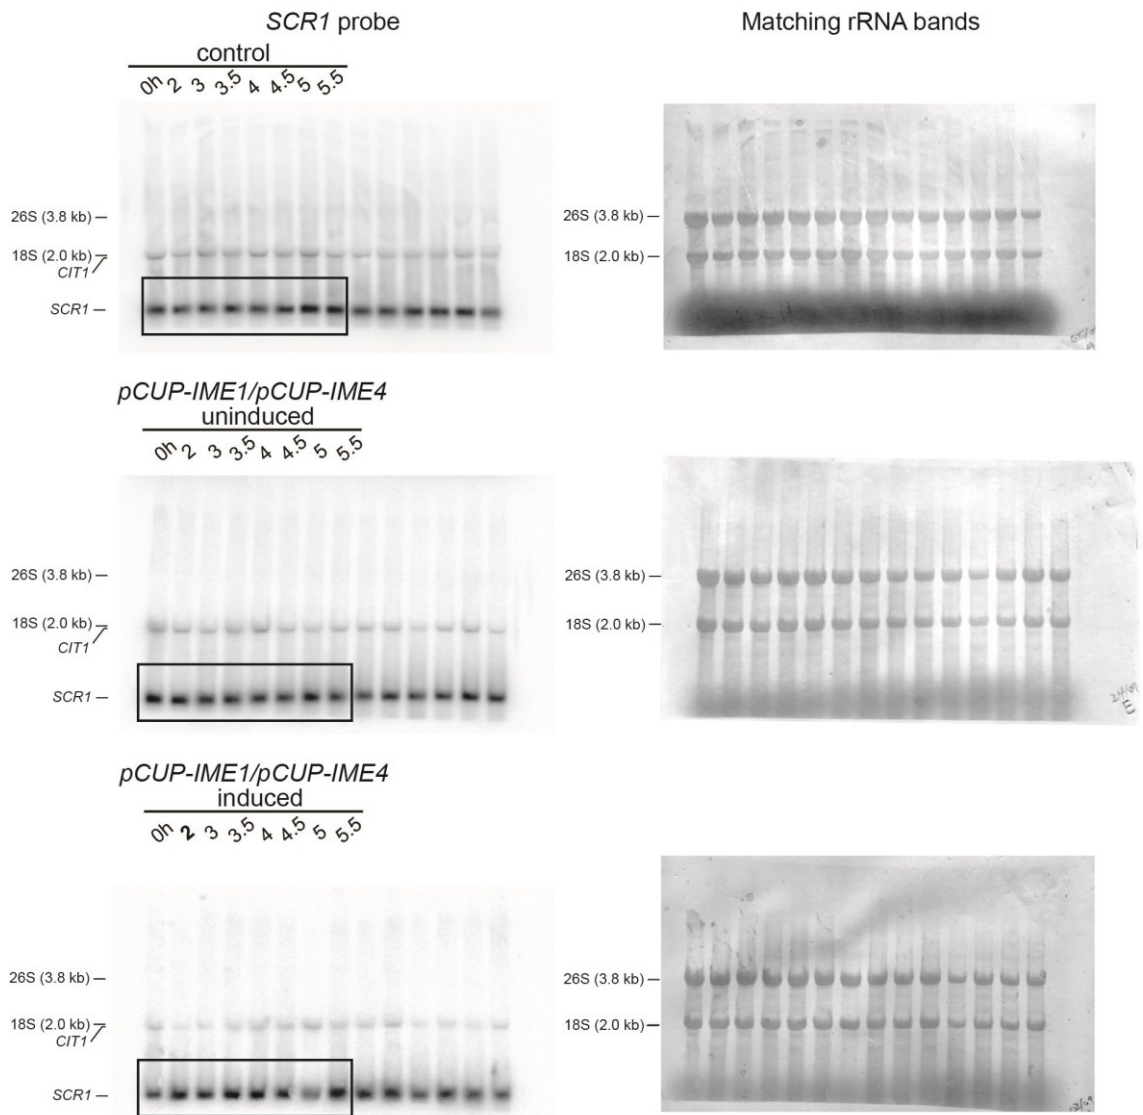 SCR1 probe
Matching rRNA bands
control
0h 2 3 3.5 4 4.5 5 5.5
26S (3.8 kb)
18S (2.0 kb)
CIT1
SCR1
26S (3.8 kb)
18S (2.0 kb)
pCUP-IME1/pCUP-IME4
uninduced
0h 2 3 3.5 4 4.5 5 5.5
26S (3.8 kb)
18S (2.0 kb)
CIT1
SCR1
26S (3.8 kb)
18S (2.0 kb)
pCUP-IME1/pCUP-IME4
induced
0h 2 3 3.5 4 4.5 5 5.5
26S (3.8 kb)
18S (2.0 kb)
CIT1
SCR1
26S (3.8 kb)
18S (2.0 kb)